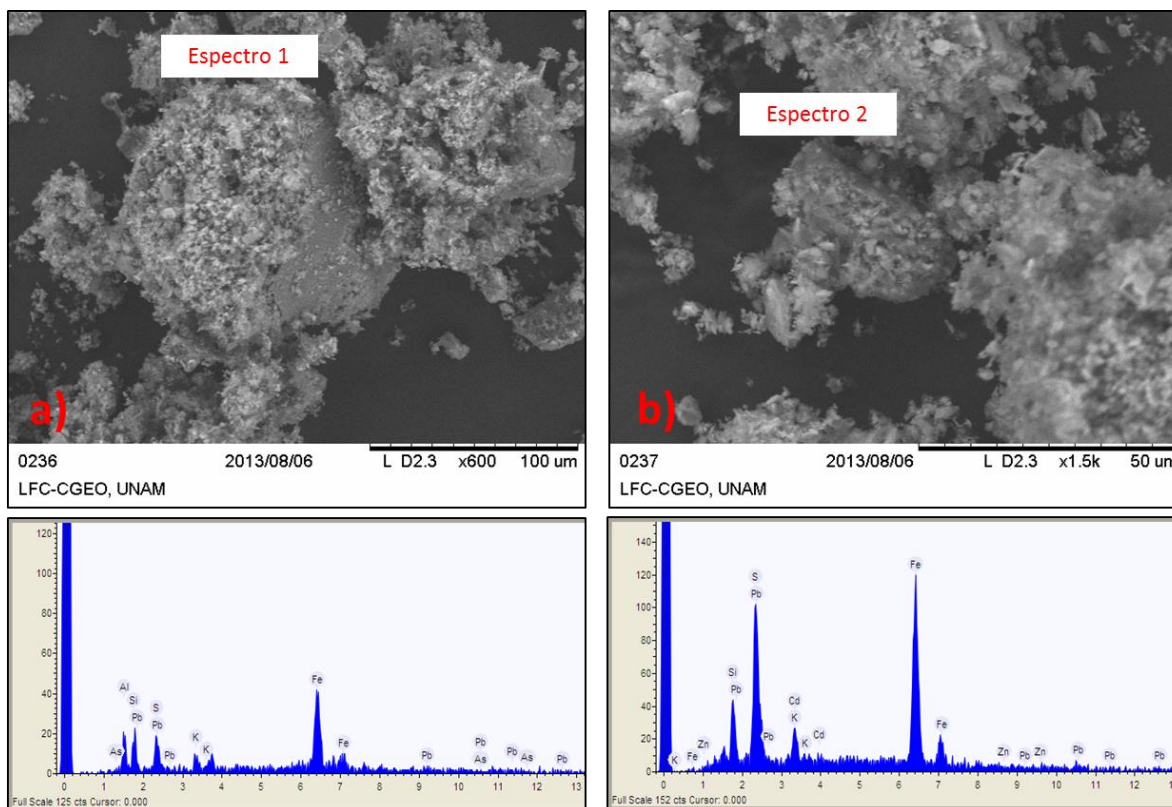 Espectro 1
a)
0236 2013/08/06 L D2.3 x600 100 um
LFC-CGEO, UNAM
Espectro 2
b)
0237 2013/08/06 L D2.3 x1.5k 50 um
LFC-CGEO, UNAM
120
100
80
60
40
20
0
As
Al
Si
Pb
S
Pb
Pb
K
K
Fe
Fe
Pb
Pb
As
Pb
As
Pb
0 1 2 3 4 5 6 7 8 9 10 11 12 13
Full Scale 125 cts Cursor: 0.000
140
120
100
80
60
40
20
0
K
Fe
Zn
Si
Pb
S
Pb
Pb
Cd
K
K
Cd
Fe
Fe
Zn
Pb
Zn
Pb
Pb
Pb
0 1 2 3 4 5 6 7 8 9 10 11 12
Full Scale 152 cts Cursor: 0.000